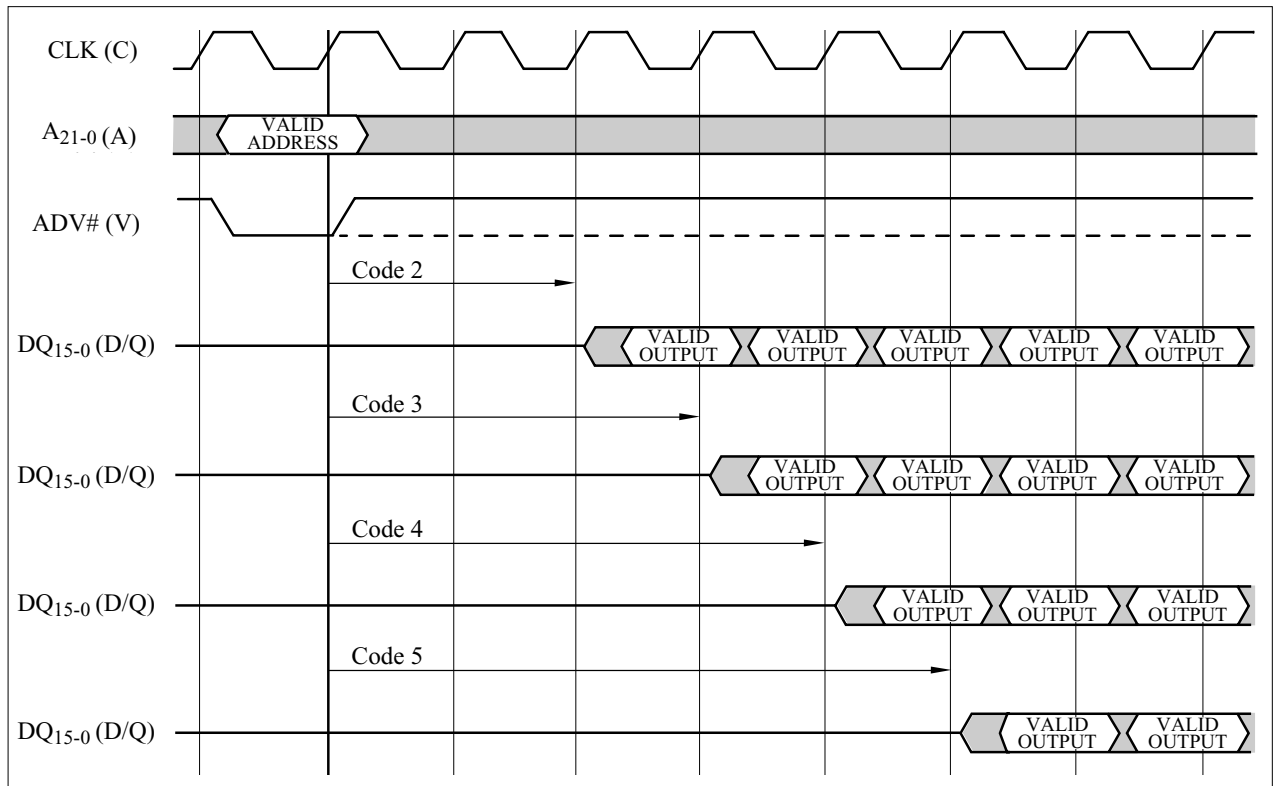 CLK (C)
A21-0 (A)
VALID
ADDRESS
ADV# (V)
Code 2
DQ15-0 (D/Q)
VALID
OUTPUT
VALID
OUTPUT
VALID
OUTPUT
VALID
OUTPUT
VALID
OUTPUT
Code 3
DQ15-0 (D/Q)
VALID
OUTPUT
VALID
OUTPUT
VALID
OUTPUT
VALID
OUTPUT
Code 4
DQ15-0 (D/Q)
VALID
OUTPUT
VALID
OUTPUT
VALID
OUTPUT
Code 5
DQ15-0 (D/Q)
VALID
OUTPUT
VALID
OUTPUT